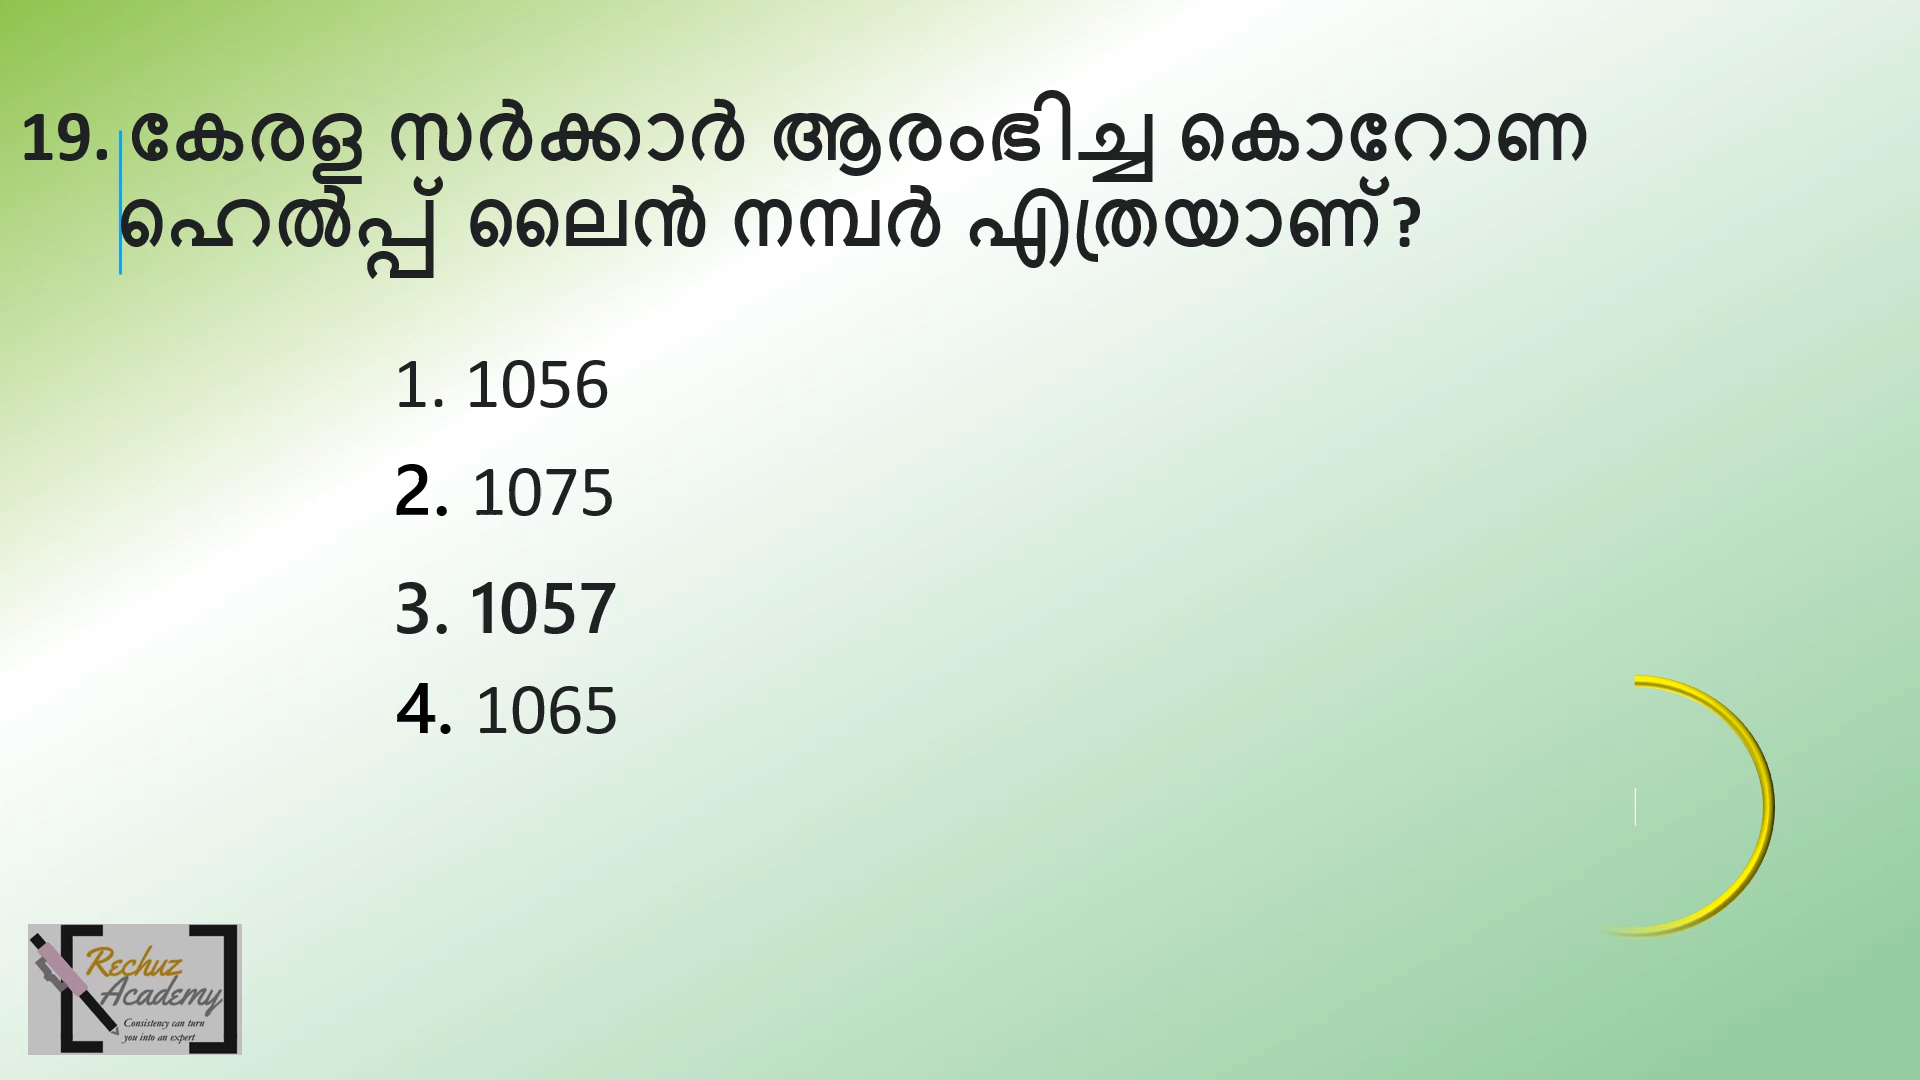 19. കേരള സർക്കാർ ആരംഭിച്ച കൊറോണ
ഹെൽപ്പ് ലൈൻ നമ്പർ എത്രയാണ്?
1. 1056
2. 1075
3. 1057
4. 1065
Rechuz
Academy
Consistency can turn
you into an expert